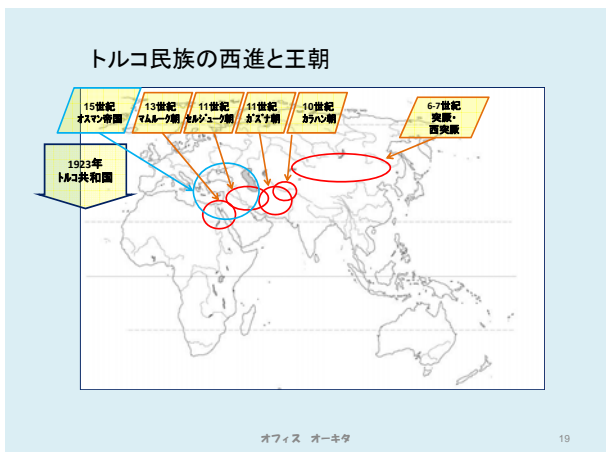 トルコ民族の西進と王朝
15世紀
オスマン帝国
13世紀
マムルーク朝
11世紀
セルジューク朝
11世紀
ガズナ朝
10世紀
カラハン朝
6-7世紀
突厥・
西突厥
1923年
トルコ共和国
オフィス オーキタ
19